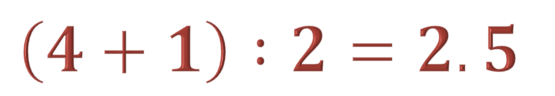 (4 + 1) : 2 = 2. 5